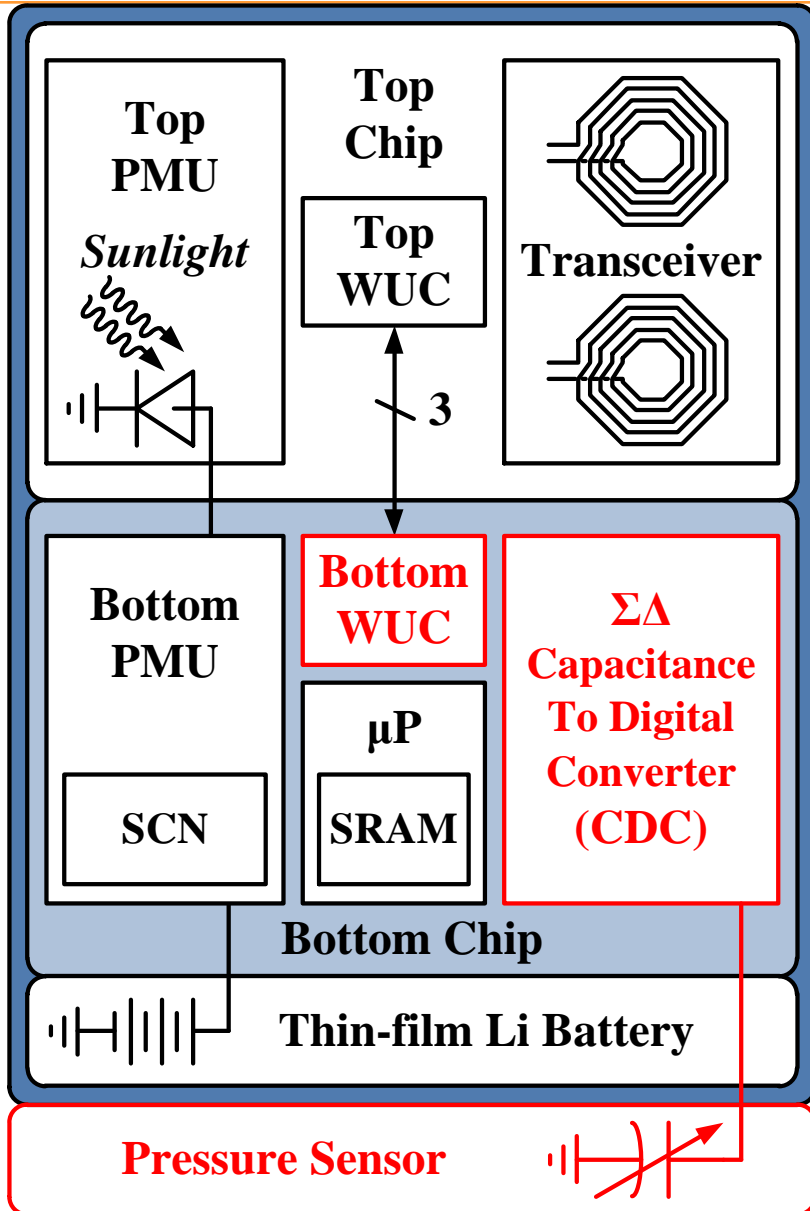 Top
PMU
Sunlight
Top
Chip
Top
WUC
Transceiver
3
Bottom
PMU
SCN
Bottom
WUC
μP
SRAM
ΣΔ
Capacitance
To Digital
Converter
(CDC)
Bottom Chip
Thin-film Li Battery
Pressure Sensor